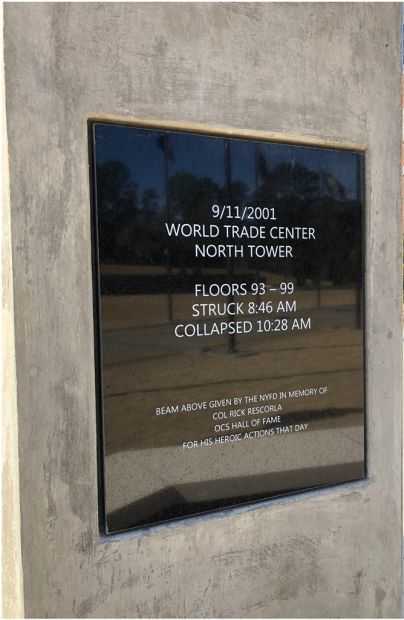 9/11/2001
WORLD TRADE CENTER
NORTH TOWER
FLOORS 93 – 99
STRUCK 8:46 AM
COLLAPSED 10:28 AM
BEAM ABOVE GIVEN BY THE NYFD IN MEMORY OF
COL RICK RESCORLA
OCS HALL OF FAME
FOR HIS HEROIC ACTIONS THAT DAY